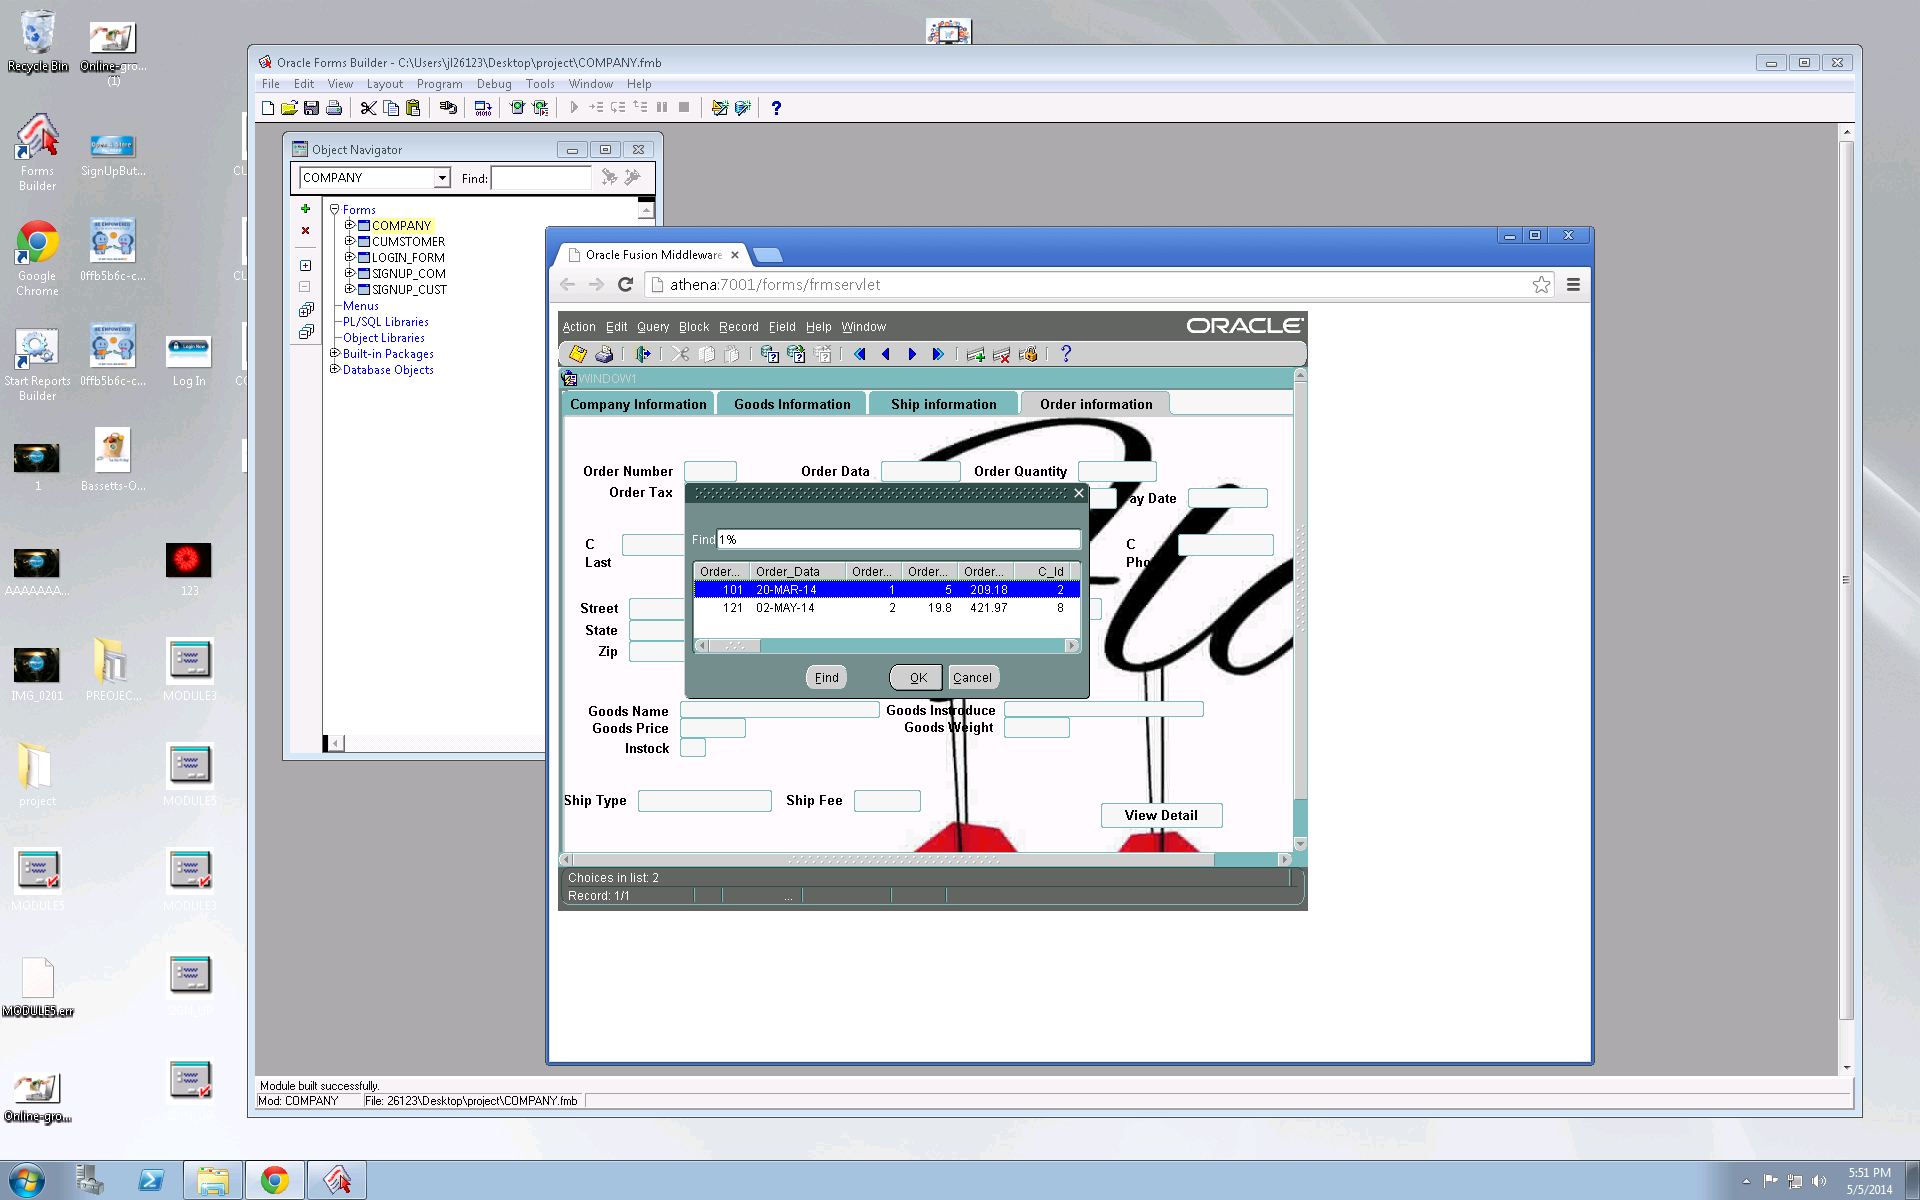 Recycle Bin
Online-gro...
(1)
Forms
Builder
SignUpBut...
Google
Chrome
0ffb5b6c-c...
Start Reports
Builder
0ffb5b6c-c...
Log In
1
Bassetts-O...
AAAAAAA...
123
IMG_0201
PREOJEC...
MODULE3
project
MODULE5
MODULE5
MODULE3
MODULE5.err
Online-gro...
Oracle Forms Builder - C:\Users\jl26123\Desktop\project\COMPANY.fmb
File Edit View Layout Program Debug Tools Window Help
Object Navigator
COMPANY
Find:
Forms
COMPANY
CUMSTOMER
LOGIN_FORM
SIGNUP_COM
SIGNUP_CUST
Menus
PL/SQL Libraries
Object Libraries
Built-in Packages
Database Objects
Oracle Fusion Middleware
athena:7001/forms/frmservlet
Action Edit Query Block Record Field Help Window
ORACLE
WINDOW1
Company Information Goods Information Ship information Order information
Order Number Order Data Order Quantity
Order Tax ay Date
C
Last
C
Pho
Street
State
Zip
Find 1%
Order... Order_Data Order... Order... Order... C_Id
101 20-MAR-14 1 5 209.18 2
121 02-MAY-14 2 19.8 421.97 8
Find OK Cancel
Goods Name Goods Instroduce
Goods Price Goods Weight
Instock
Ship Type Ship Fee
View Detail
Choices in list: 2
Record: 1/1 ...
Module built successfully.
Mod: COMPANY File: 26123\Desktop\project\COMPANY.fmb
5:51 PM
5/5/2014